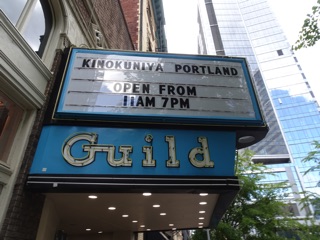 KINOKUNIYA PORTLAND
OPEN FROM
11AM 7PM
Guild